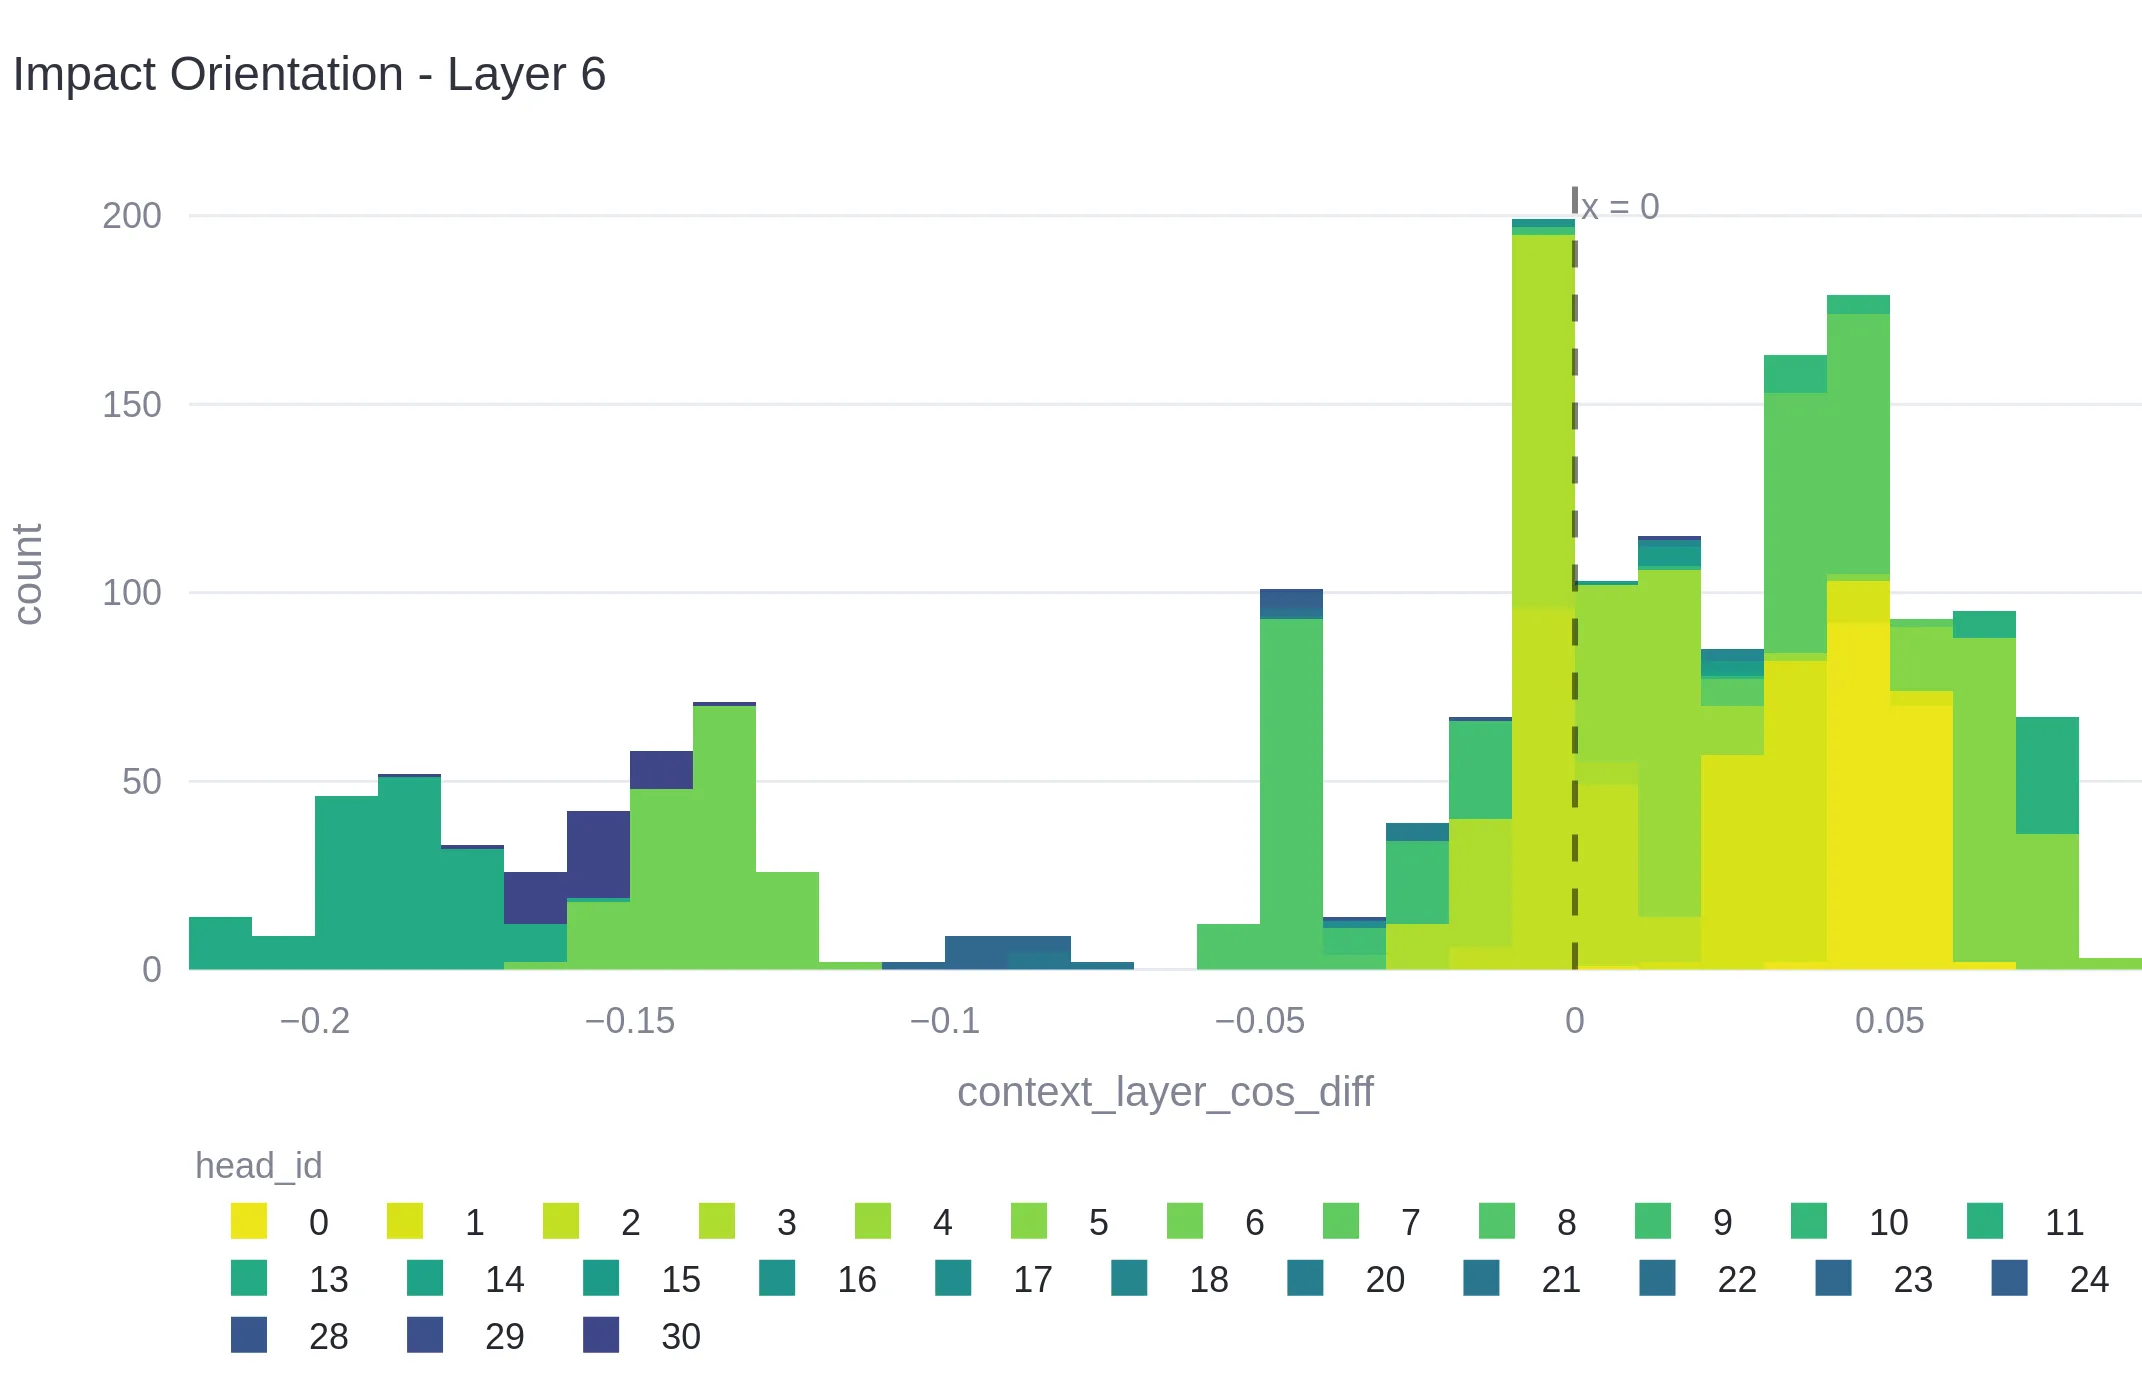 Impact Orientation - Layer 6
x = 0
200
150
100
50
0
count
−0.2 −0.15 −0.1 −0.05 0 0.05
context_layer_cos_diff
head_id
0 1 2 3 4 5 6 7 8 9 10 11
13 14 15 16 17 18 20 21 22 23 24
28 29 30